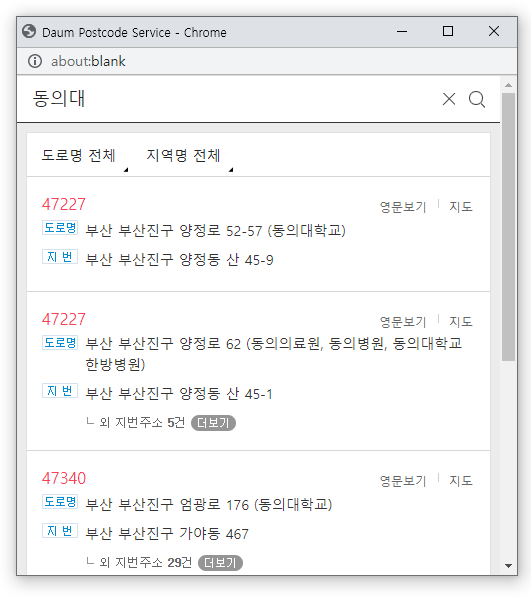 Daum Postcode Service - Chrome
about:blank
동의대
도로명 전체 지역명 전체
47227 영문보기 지도
도로명 부산 부산진구 양정로 52-57 (동의대학교)
지 번 부산 부산진구 양정동 산 45-9
47227 영문보기 지도
도로명 부산 부산진구 양정로 62 (동의의료원, 동의병원, 동의대학교
한방병원)
지 번 부산 부산진구 양정동 산 45-1
ㄴ 외 지번주소 5건 더보기
47340 영문보기 지도
도로명 부산 부산진구 엄광로 176 (동의대학교)
지 번 부산 부산진구 가야동 467
ㄴ 외 지번주소 29건 더보기